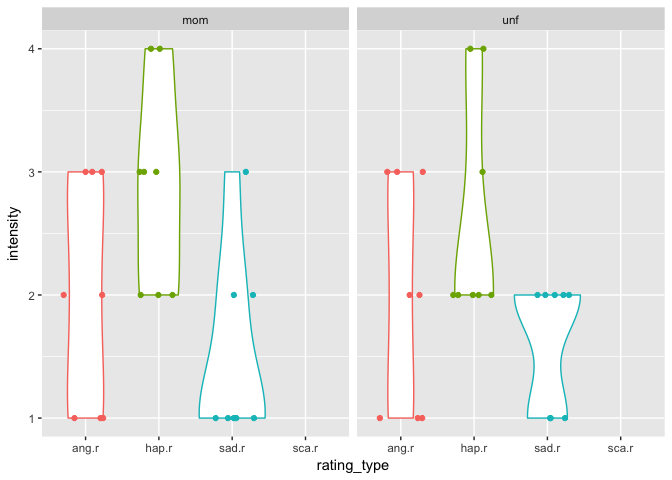 mom unf
intensity
4
3
2
1
ang.r hap.r sad.r sca.r ang.r hap.r sad.r sca.r
rating_type